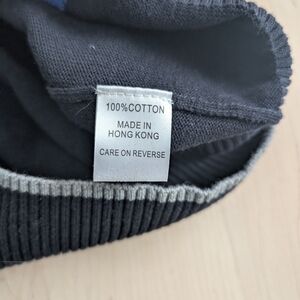 100%COTTON
MADE IN
HONG KONG
CARE ON REVERSE